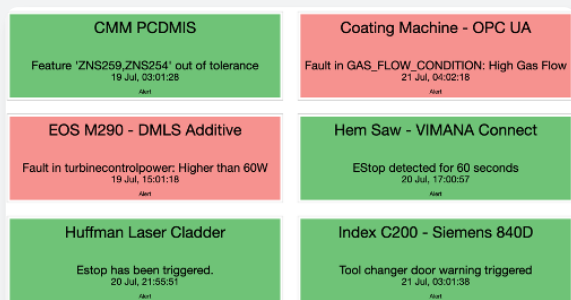 CMM PCDMIS
Feature 'ZNS259,ZNS254' out of tolerance
19 Jul, 03:01:28
Alert
Coating Machine - OPC UA
Fault in GAS_FLOW_CONDITION: High Gas Flow
21 Jul, 04:02:18
Alert
EOS M290 - DMLS Additive
Fault in turbinecontrolpower: Higher than 60W
19 Jul, 15:01:18
Alert
Hem Saw - VIMANA Connect
EStop detected for 60 seconds
20 Jul, 17:00:57
Alert
Huffman Laser Cladder
Estop has been triggered.
20 Jul, 21:55:51
Alert
Index C200 - Siemens 840D
Tool changer door warning triggered
21 Jul, 03:01:38
Alert